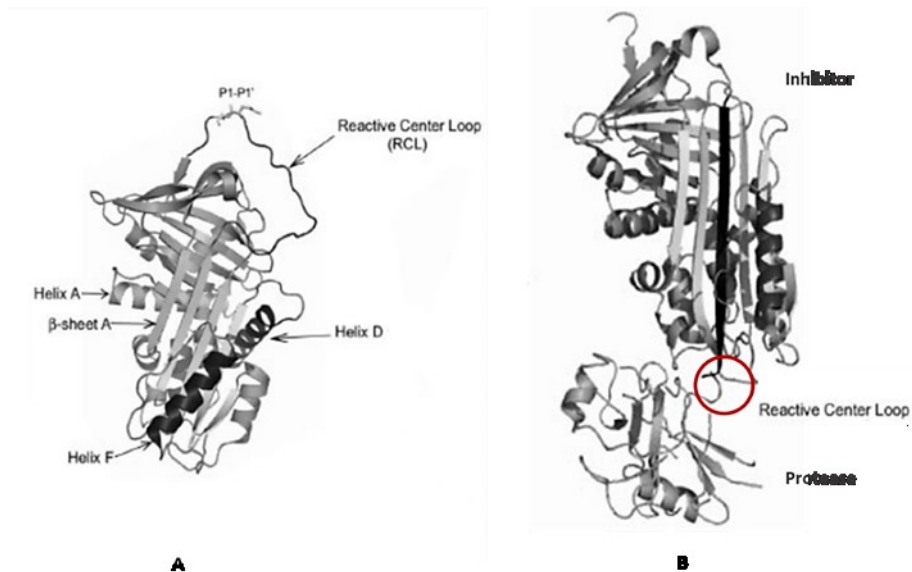 P1-P1'
Reactive Center Loop
(RCL)
Helix A
β-sheet A
Helix D
Helix F
A
Inhibitor
Reactive Center Loop
Protease
B